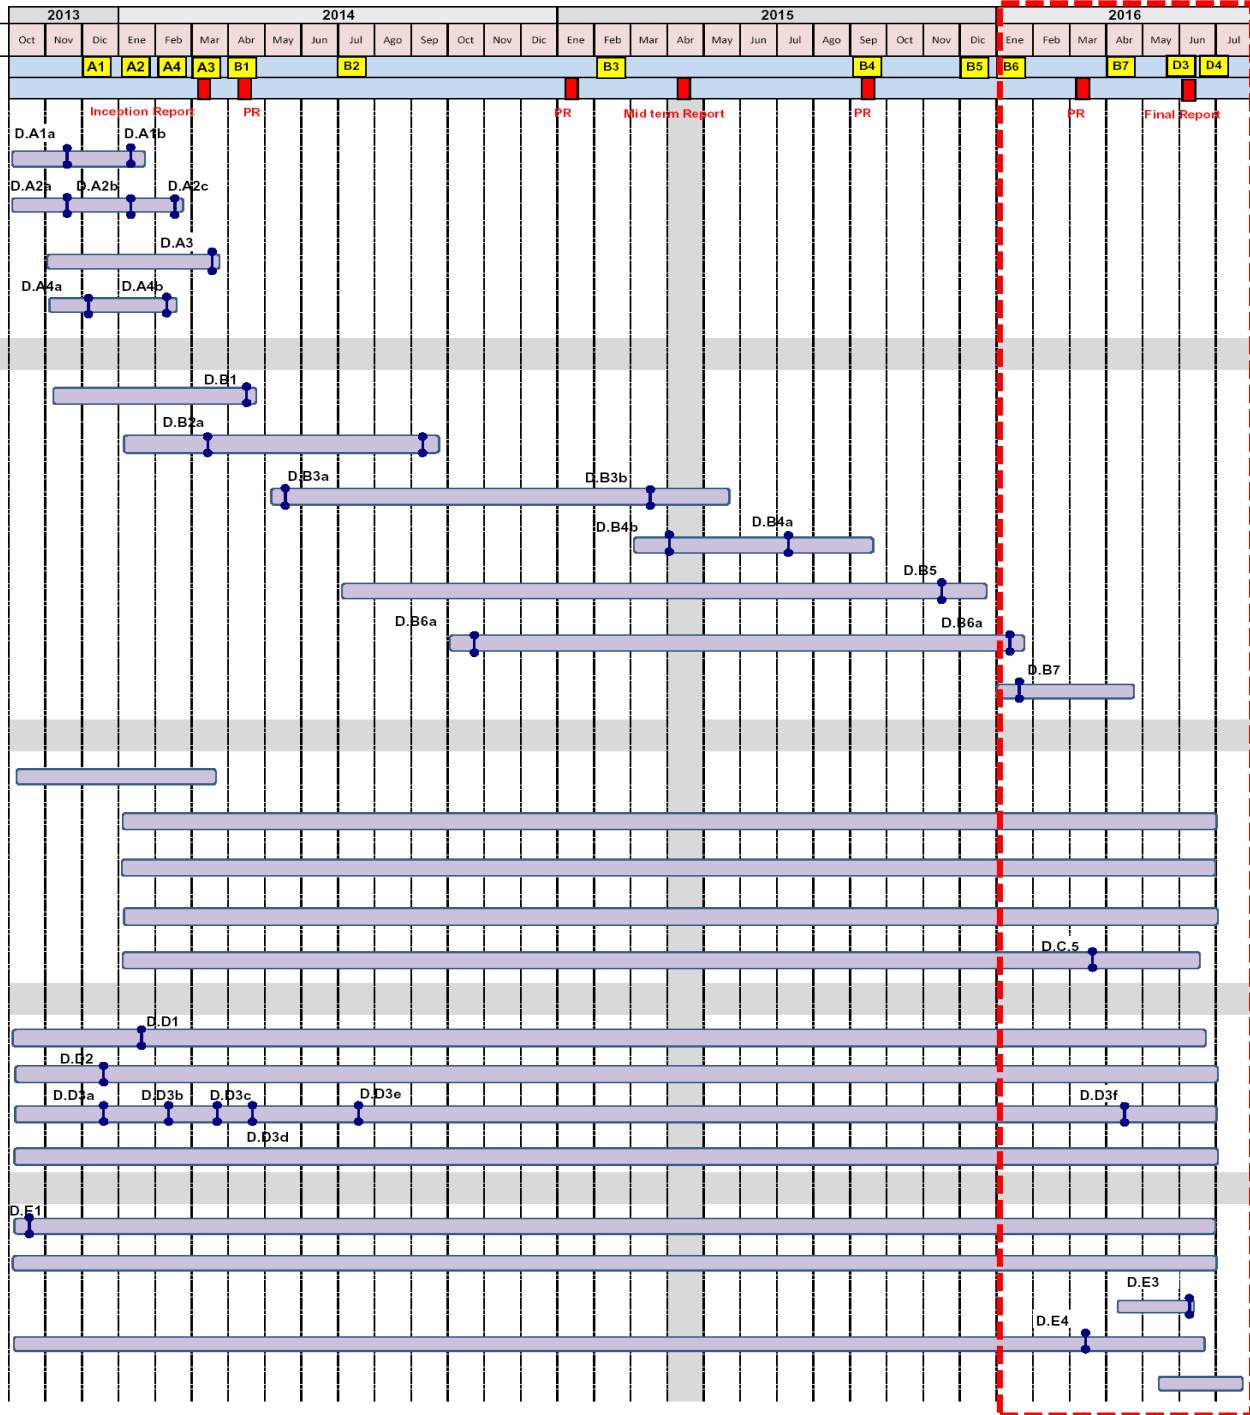 2013 2014 2015 2016
Oct Nov Dic Ene Feb Mar Abr May Jun Jul Ago Sep Oct Nov Dic Ene Feb Mar Abr May Jun Jul Ago Sep Oct Nov Dic Ene Feb Mar Abr May Jun Jul
A1 A2 A4 A3 B1 B2 B3 B4 B5 B6 B7 D3 D4
Inception Report PR PR Mid term Report PR PR Final Report
D.A1a D.A1b
D.A2a D.A2b D.A2c
D.A3
D.A4a D.A4b
D.B1
D.B2a
D.B3a D.B3b
D.B4b D.B4a
D.B5
D.B6a D.B6a
D.B7
D.C.5
D.D1
D.D2
D.D3a D.D3b D.D3c D.D3e D.D3f
D.D3d
D.E1
D.E3
D.E4